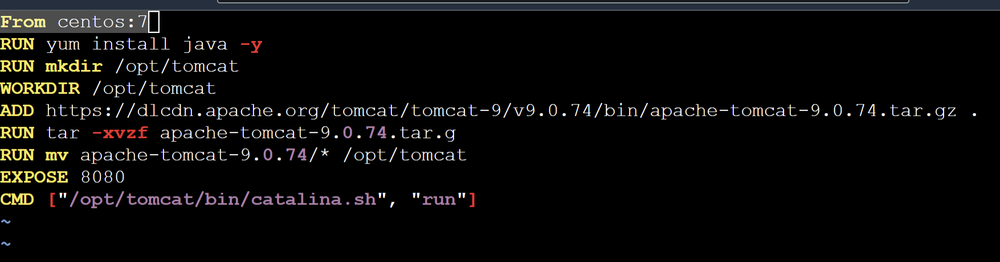 From centos:7
RUN yum install java -y
RUN mkdir /opt/tomcat
WORKDIR /opt/tomcat
ADD https://dlcdn.apache.org/tomcat/tomcat-9/v9.0.74/bin/apache-tomcat-9.0.74.tar.gz .
RUN tar -xvzf apache-tomcat-9.0.74.tar.g
RUN mv apache-tomcat-9.0.74/* /opt/tomcat
EXPOSE 8080
CMD ["/opt/tomcat/bin/catalina.sh", "run"]
~
~